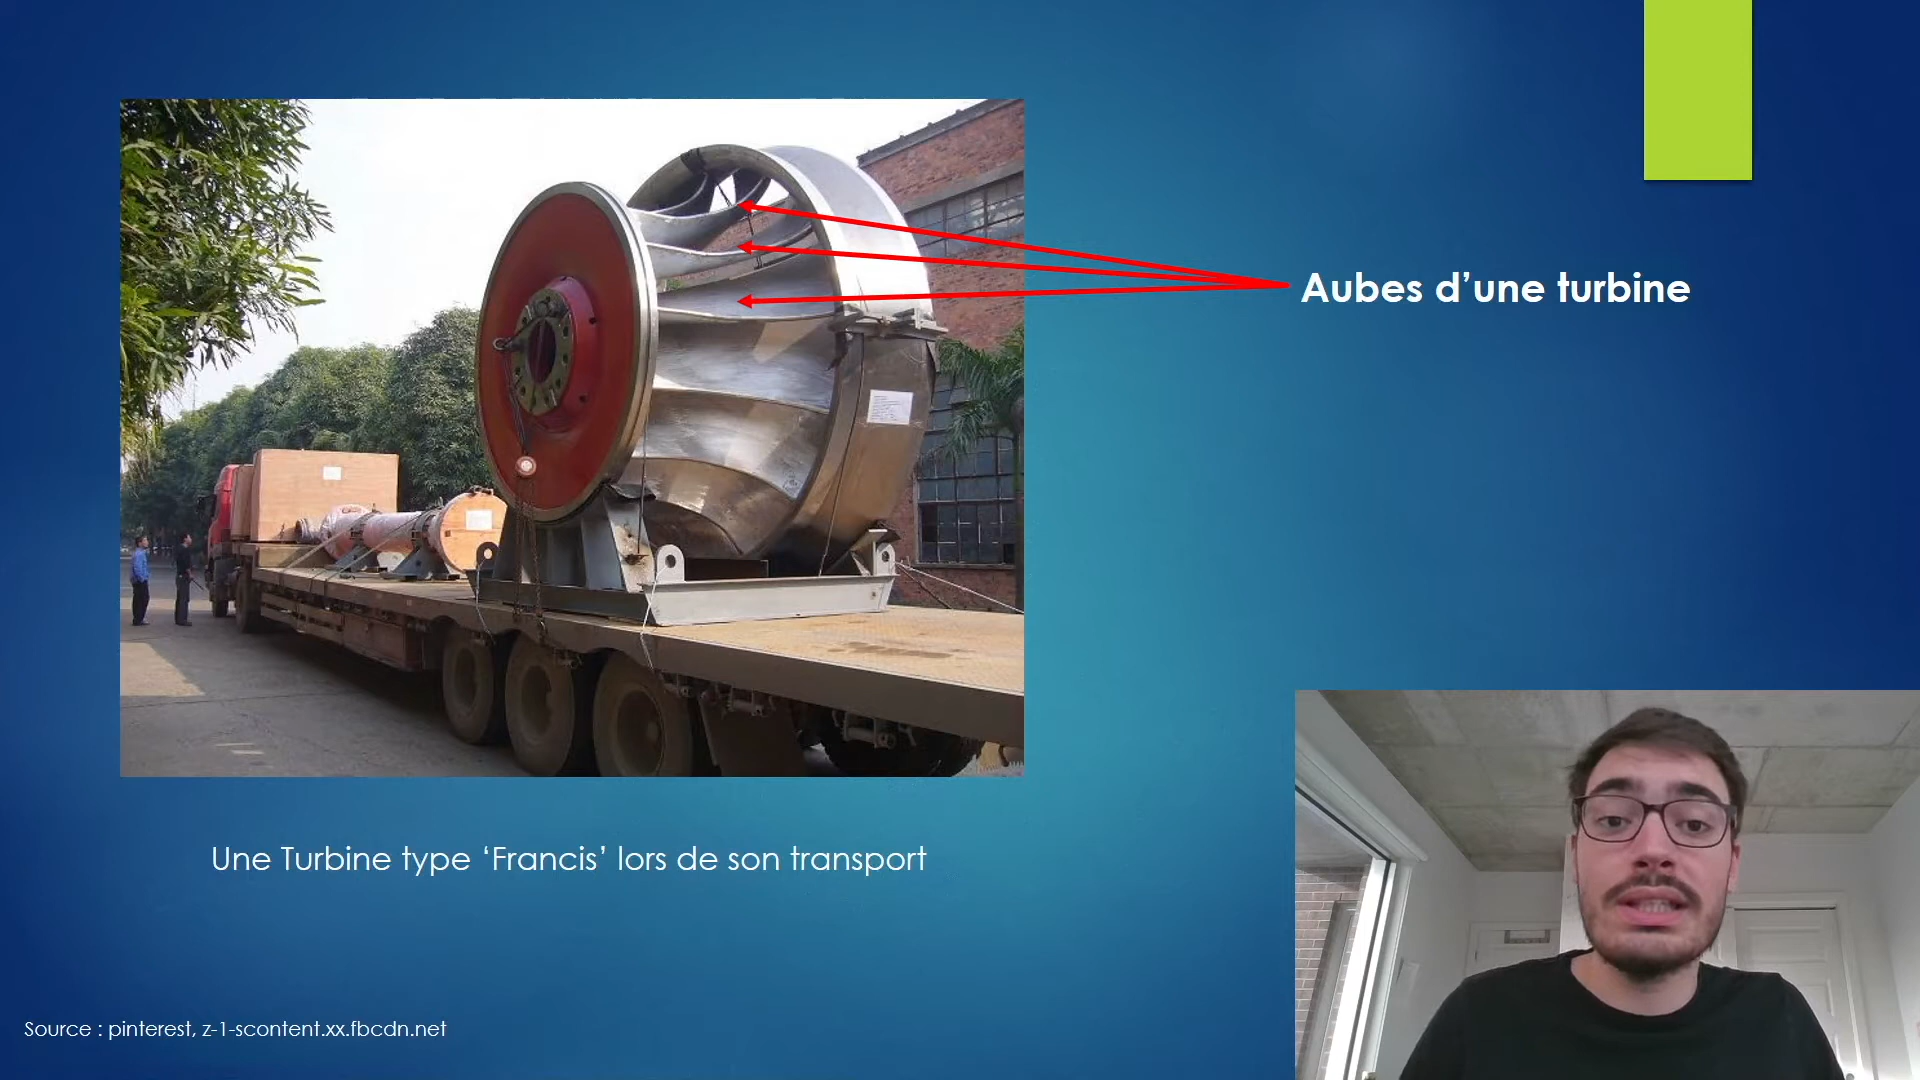 Aubes d’une turbine
Une Turbine type ‘Francis’ lors de son transport
Source : pinterest, z-1-scontent.xx.fbcdn.net